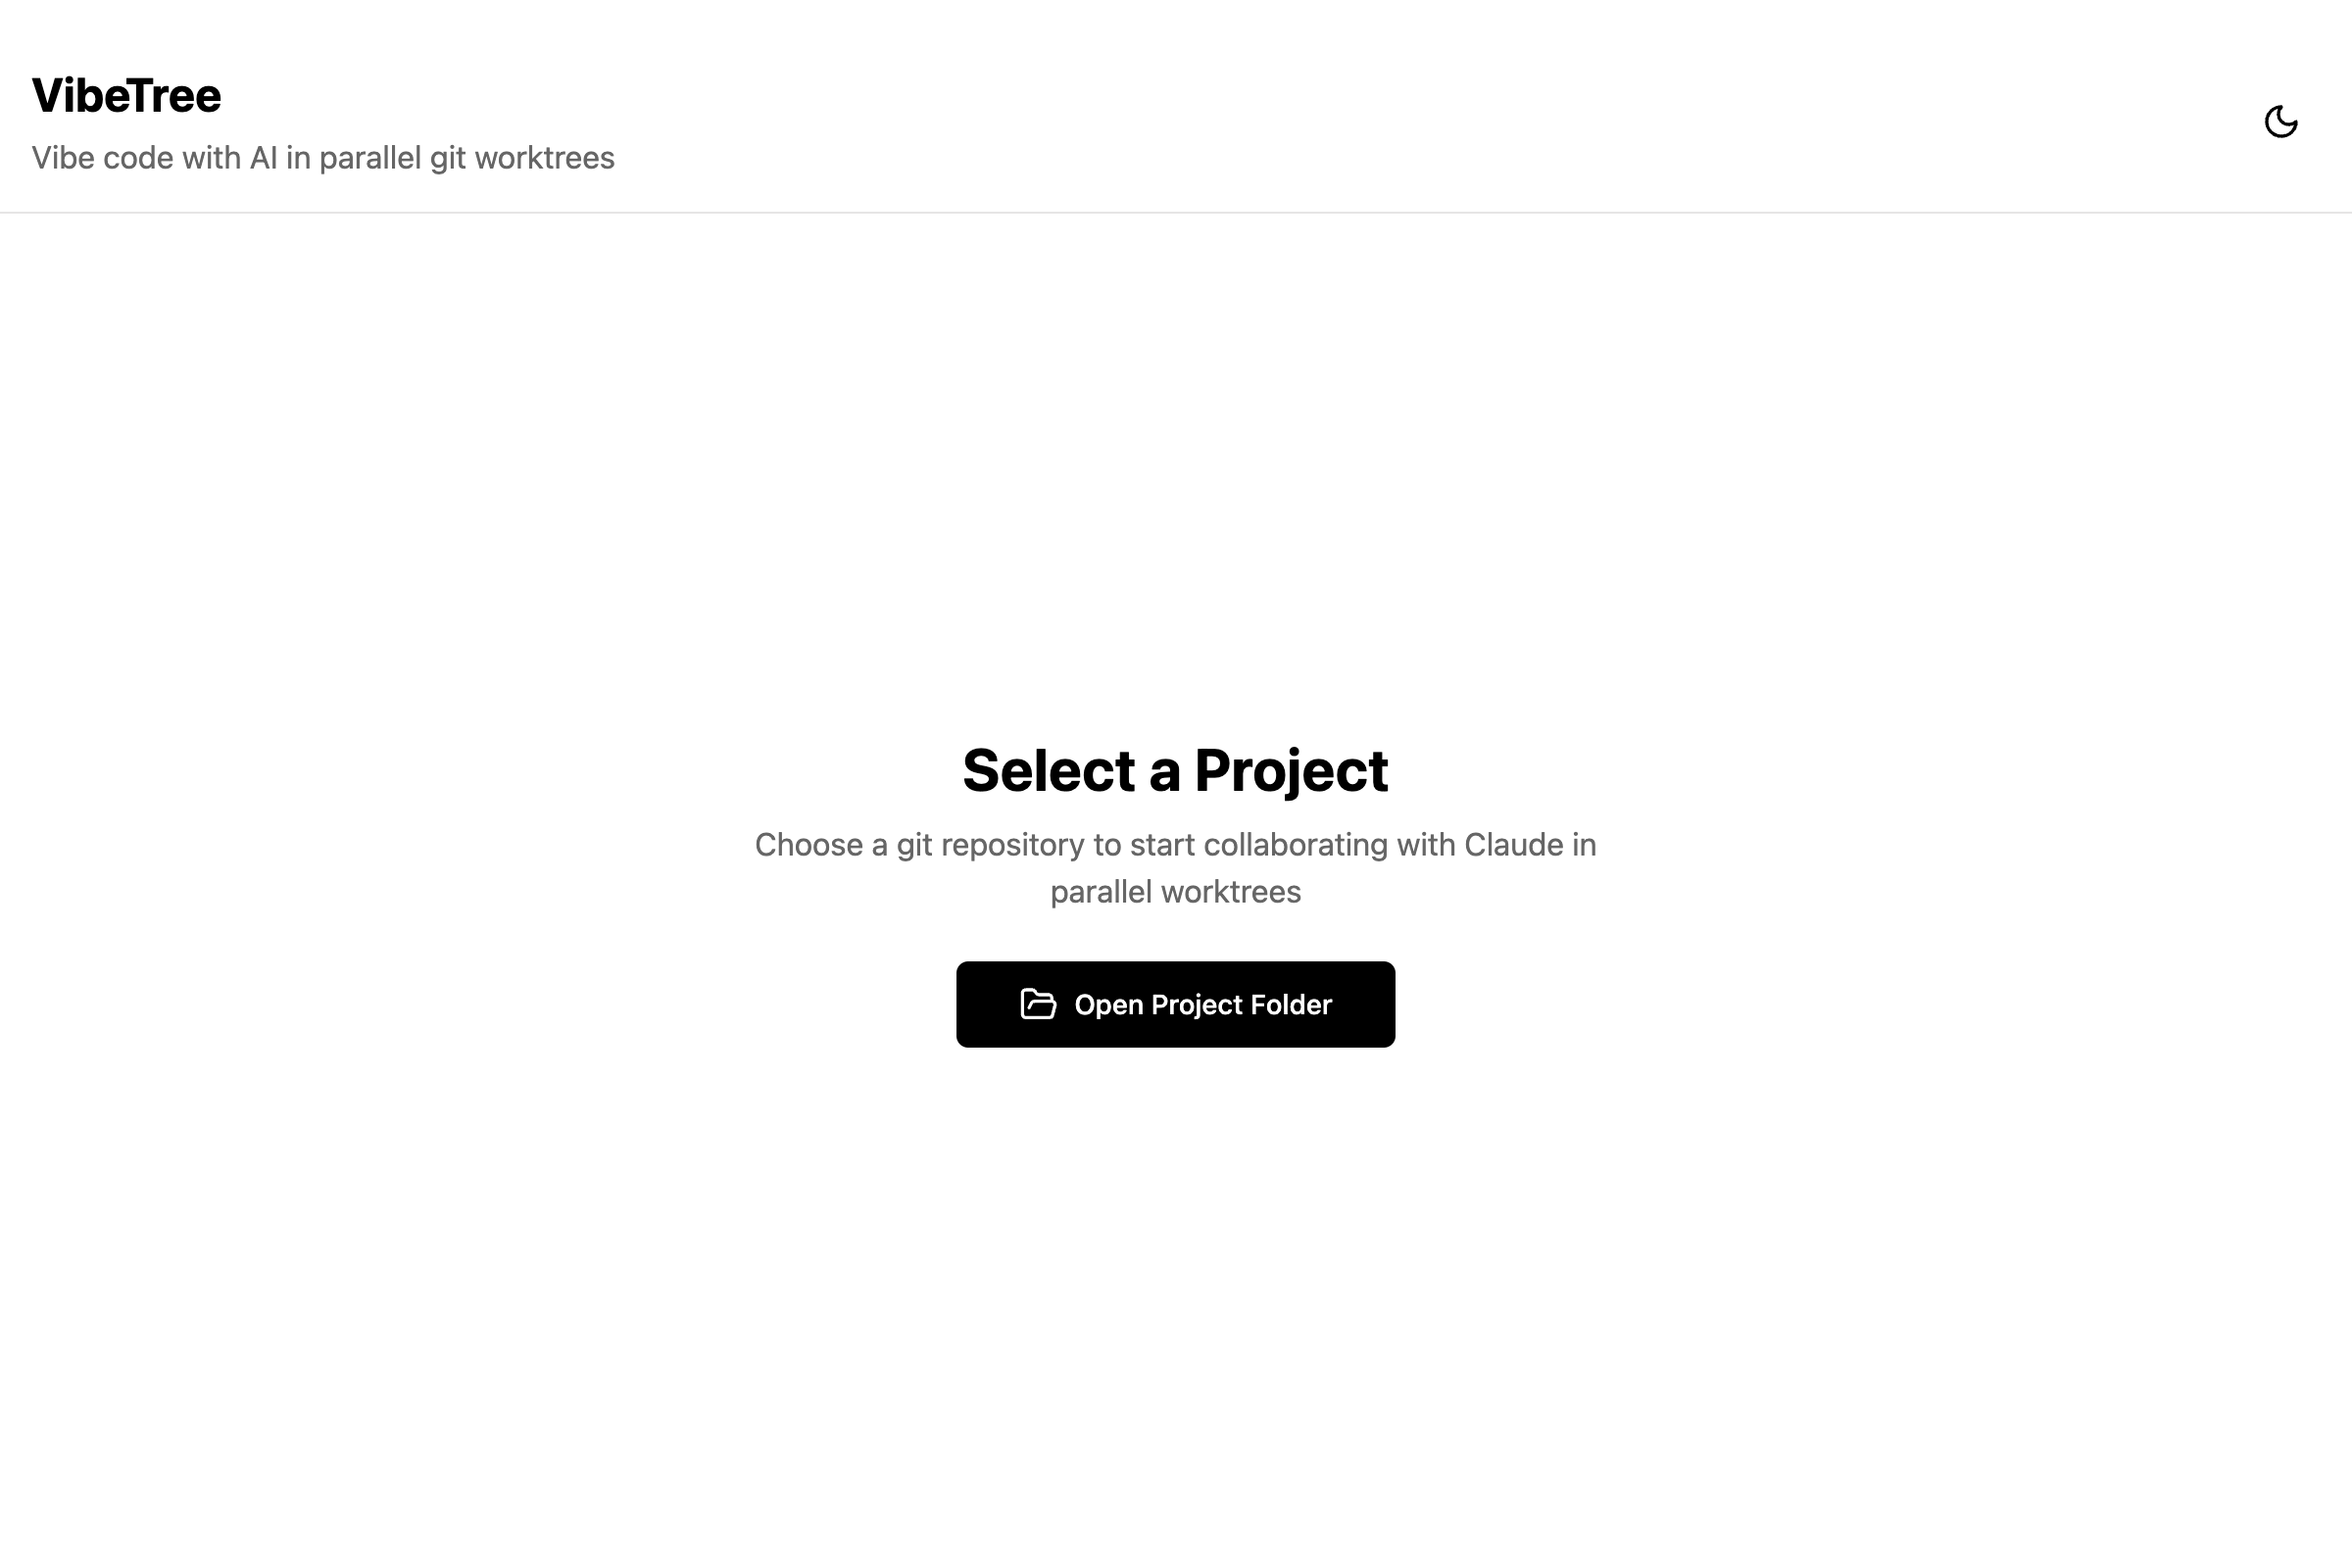 VibeTree
Vibe code with AI in parallel git worktrees
Select a Project
Choose a git repository to start collaborating with Claude in
parallel worktrees
Open Project Folder